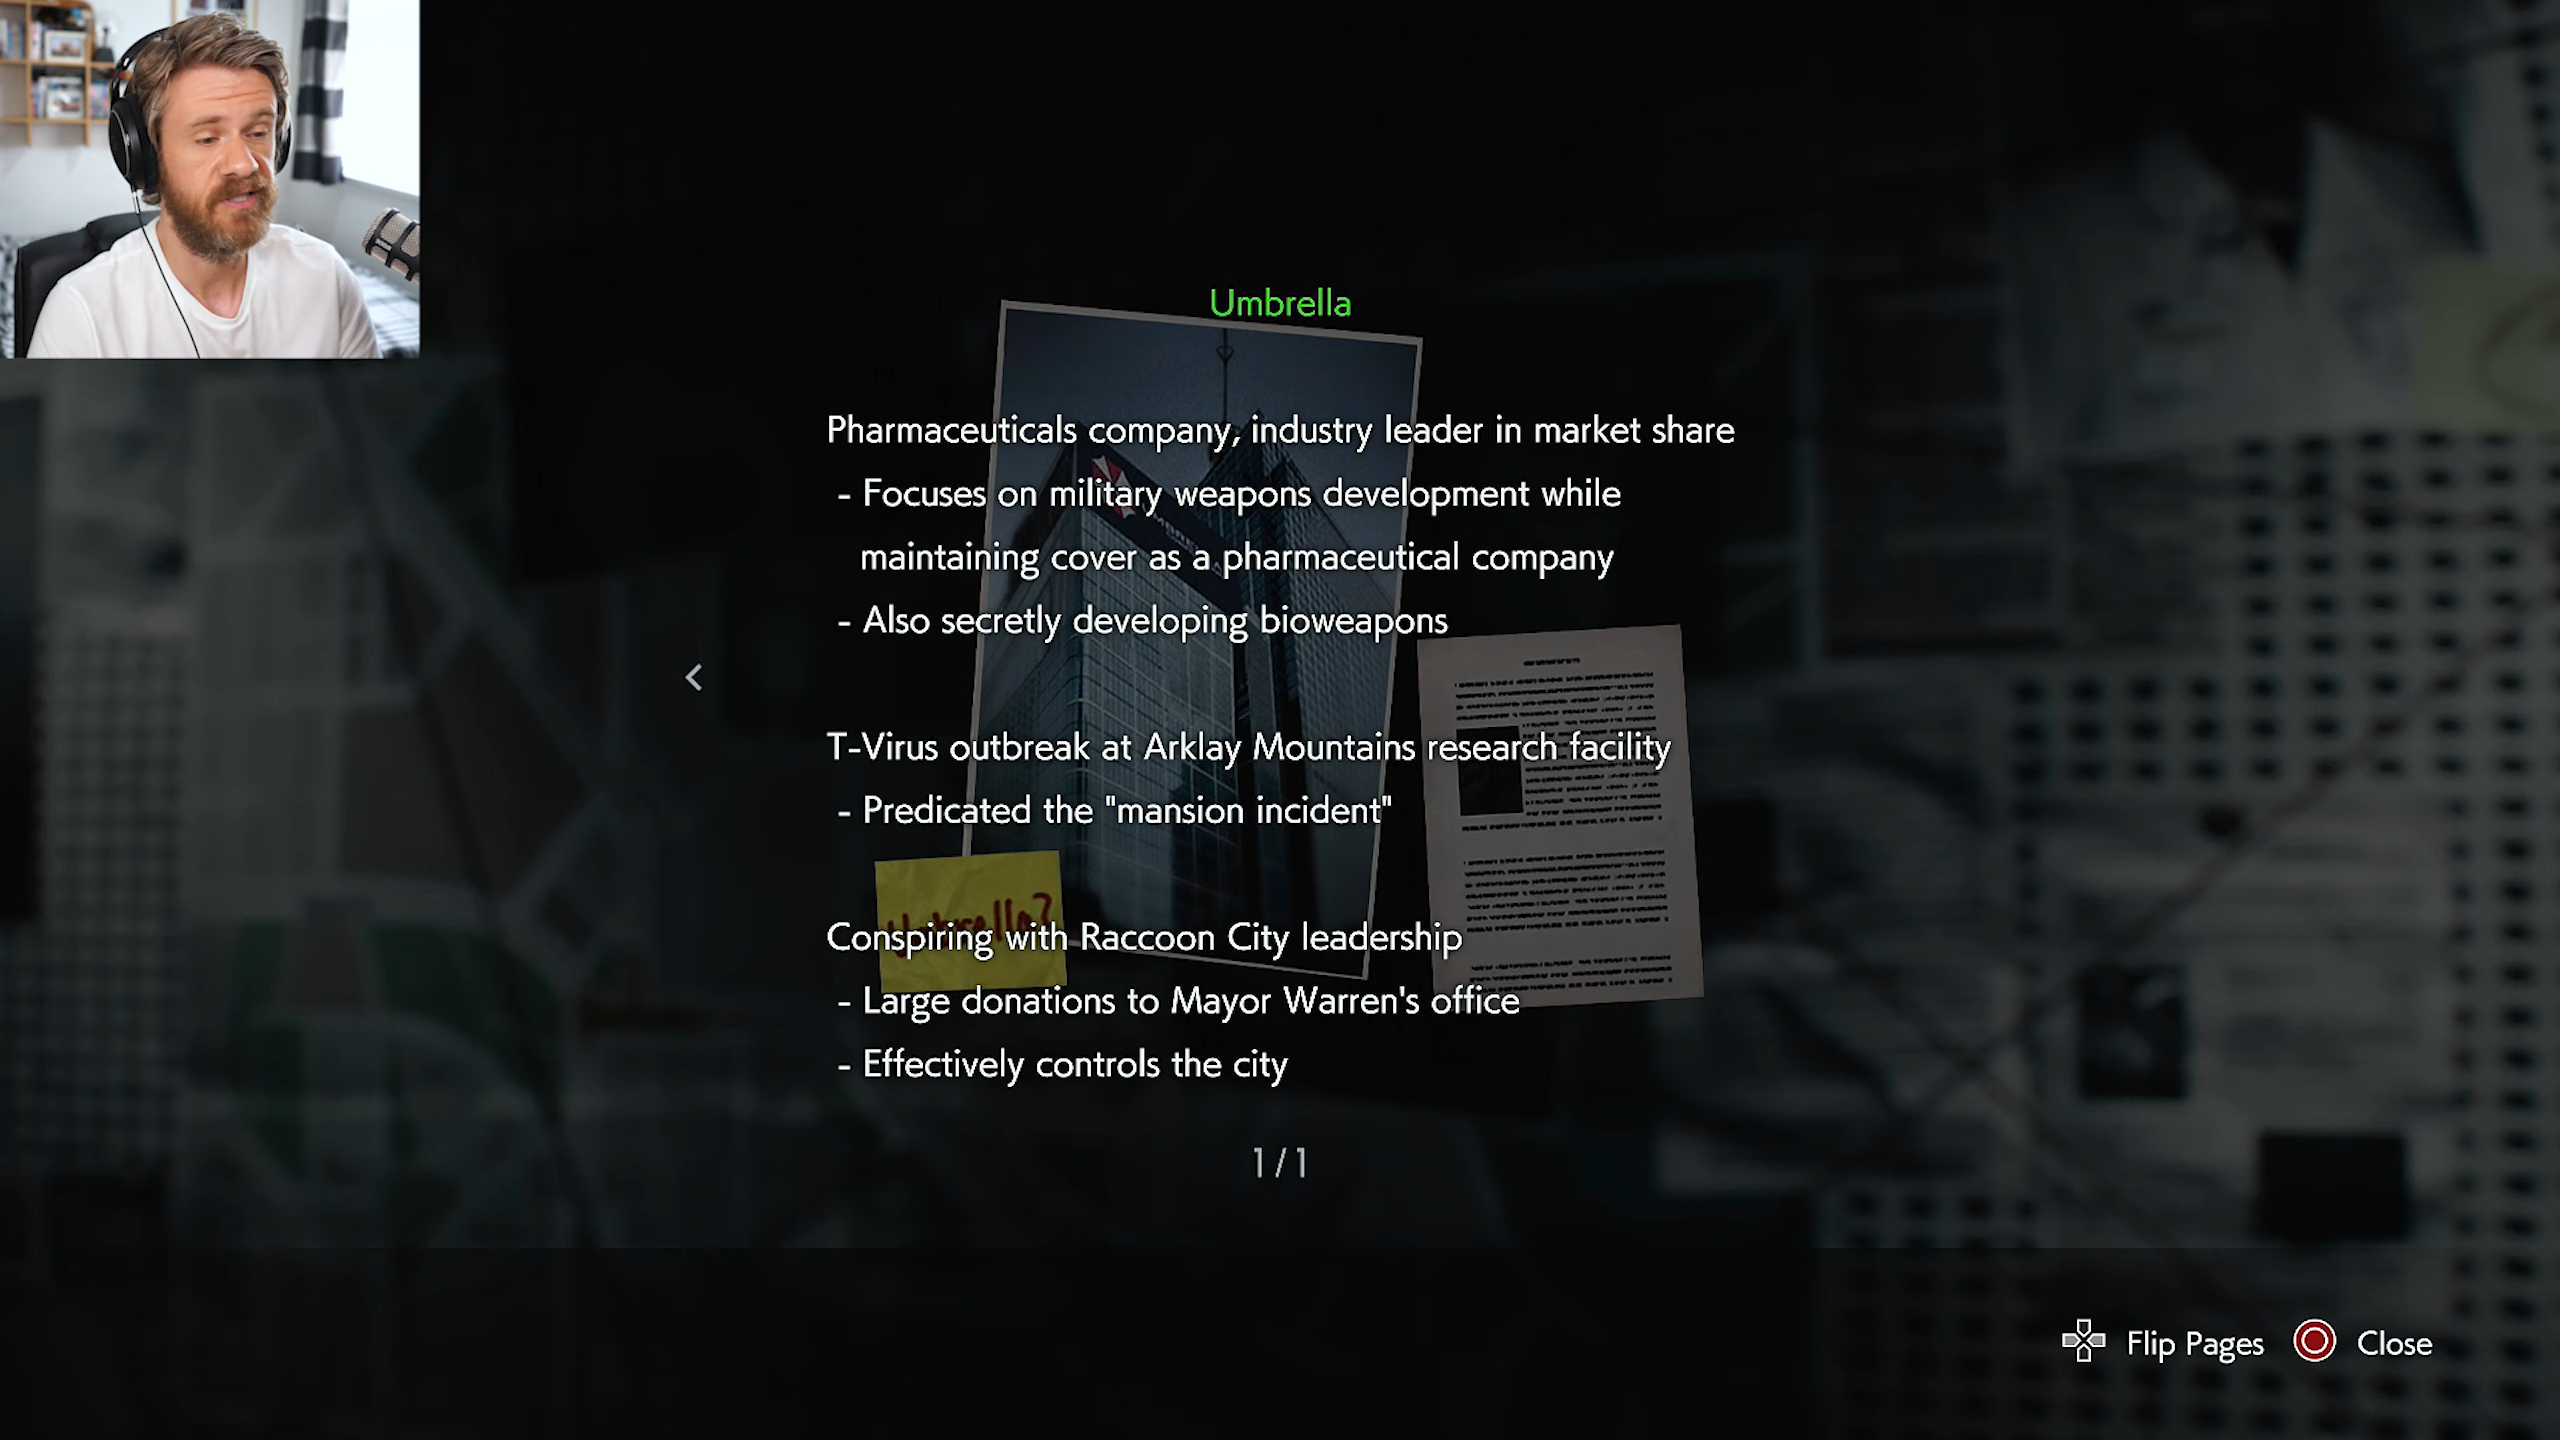 Umbrella
Pharmaceuticals company, industry leader in market share
- Focuses on military weapons development while
maintaining cover as a pharmaceutical company
- Also secretly developing bioweapons
T-Virus outbreak at Arklay Mountains research facility
- Predicated the "mansion incident"
Umbrella?
Conspiring with Raccoon City leadership
- Large donations to Mayor Warren's office
- Effectively controls the city
1 / 1
Flip Pages Close